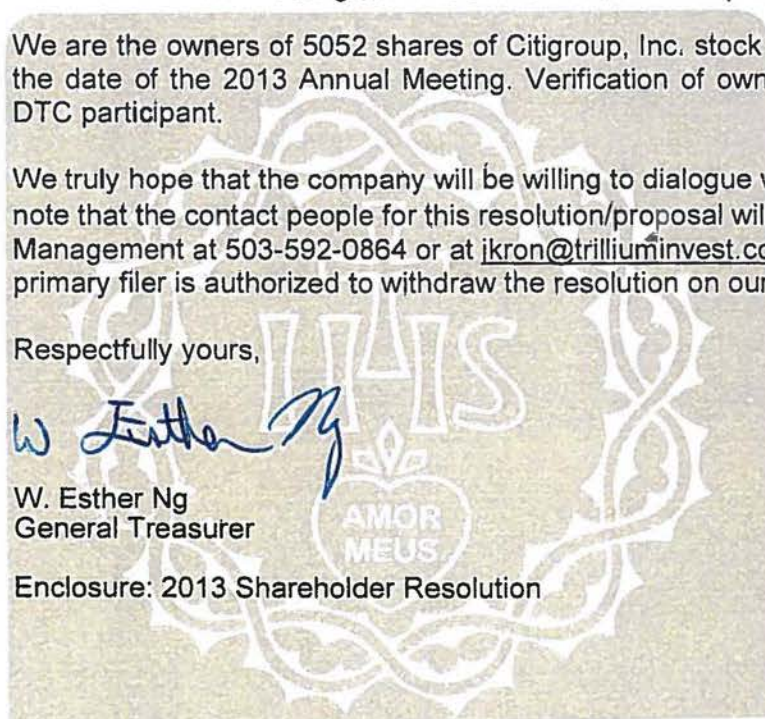 We are the owners of 5052 shares of Citigroup, Inc. stock
the date of the 2013 Annual Meeting. Verification of own
DTC participant.
We truly hope that the company will be willing to dialogue
note that the contact people for this resolution/proposal wil
Management at 503-592-0864 or at jkron@trilliuminvest.co
primary filer is authorized to withdraw the resolution on our
Respectfully yours,
W Esther Ng
IHS
W. Esther Ng
General Treasurer
AMOR
MEUS
Enclosure: 2013 Shareholder Resolution